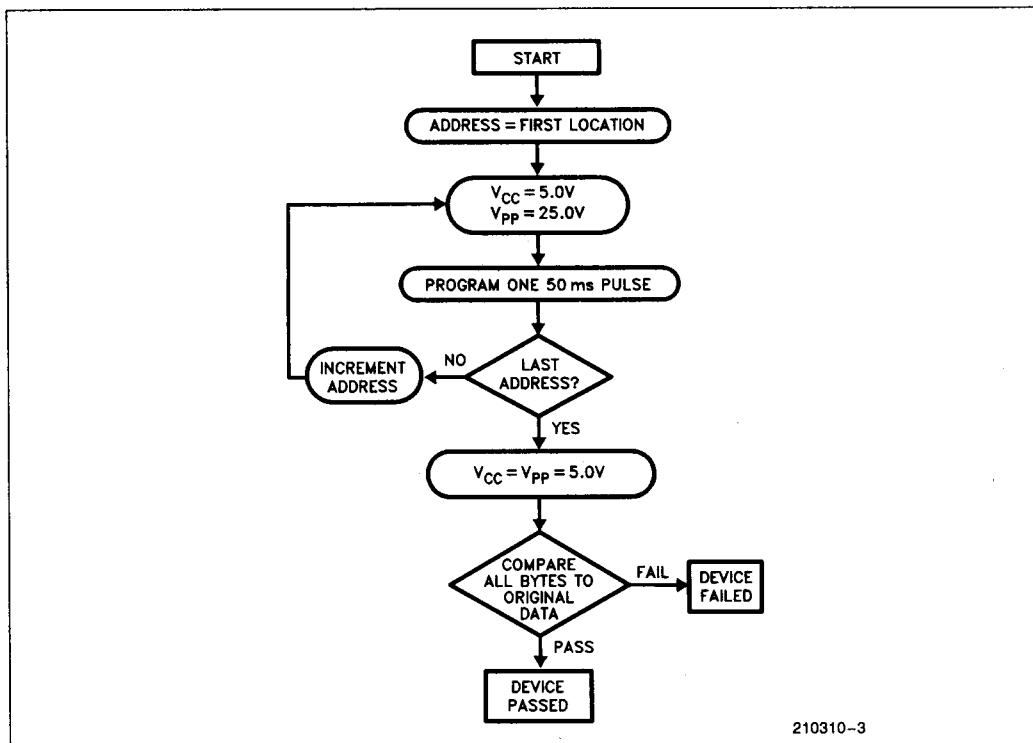 START
ADDRESS = FIRST LOCATION
VCC = 5.0V
VPP = 25.0V
PROGRAM ONE 50 ms PULSE
INCREMENT
ADDRESS
NO
LAST
ADDRESS?
YES
VCC = VPP = 5.0V
COMPARE
ALL BYTES TO
ORIGINAL
DATA
FAIL
DEVICE
FAILED
PASS
DEVICE
PASSED
210310-3